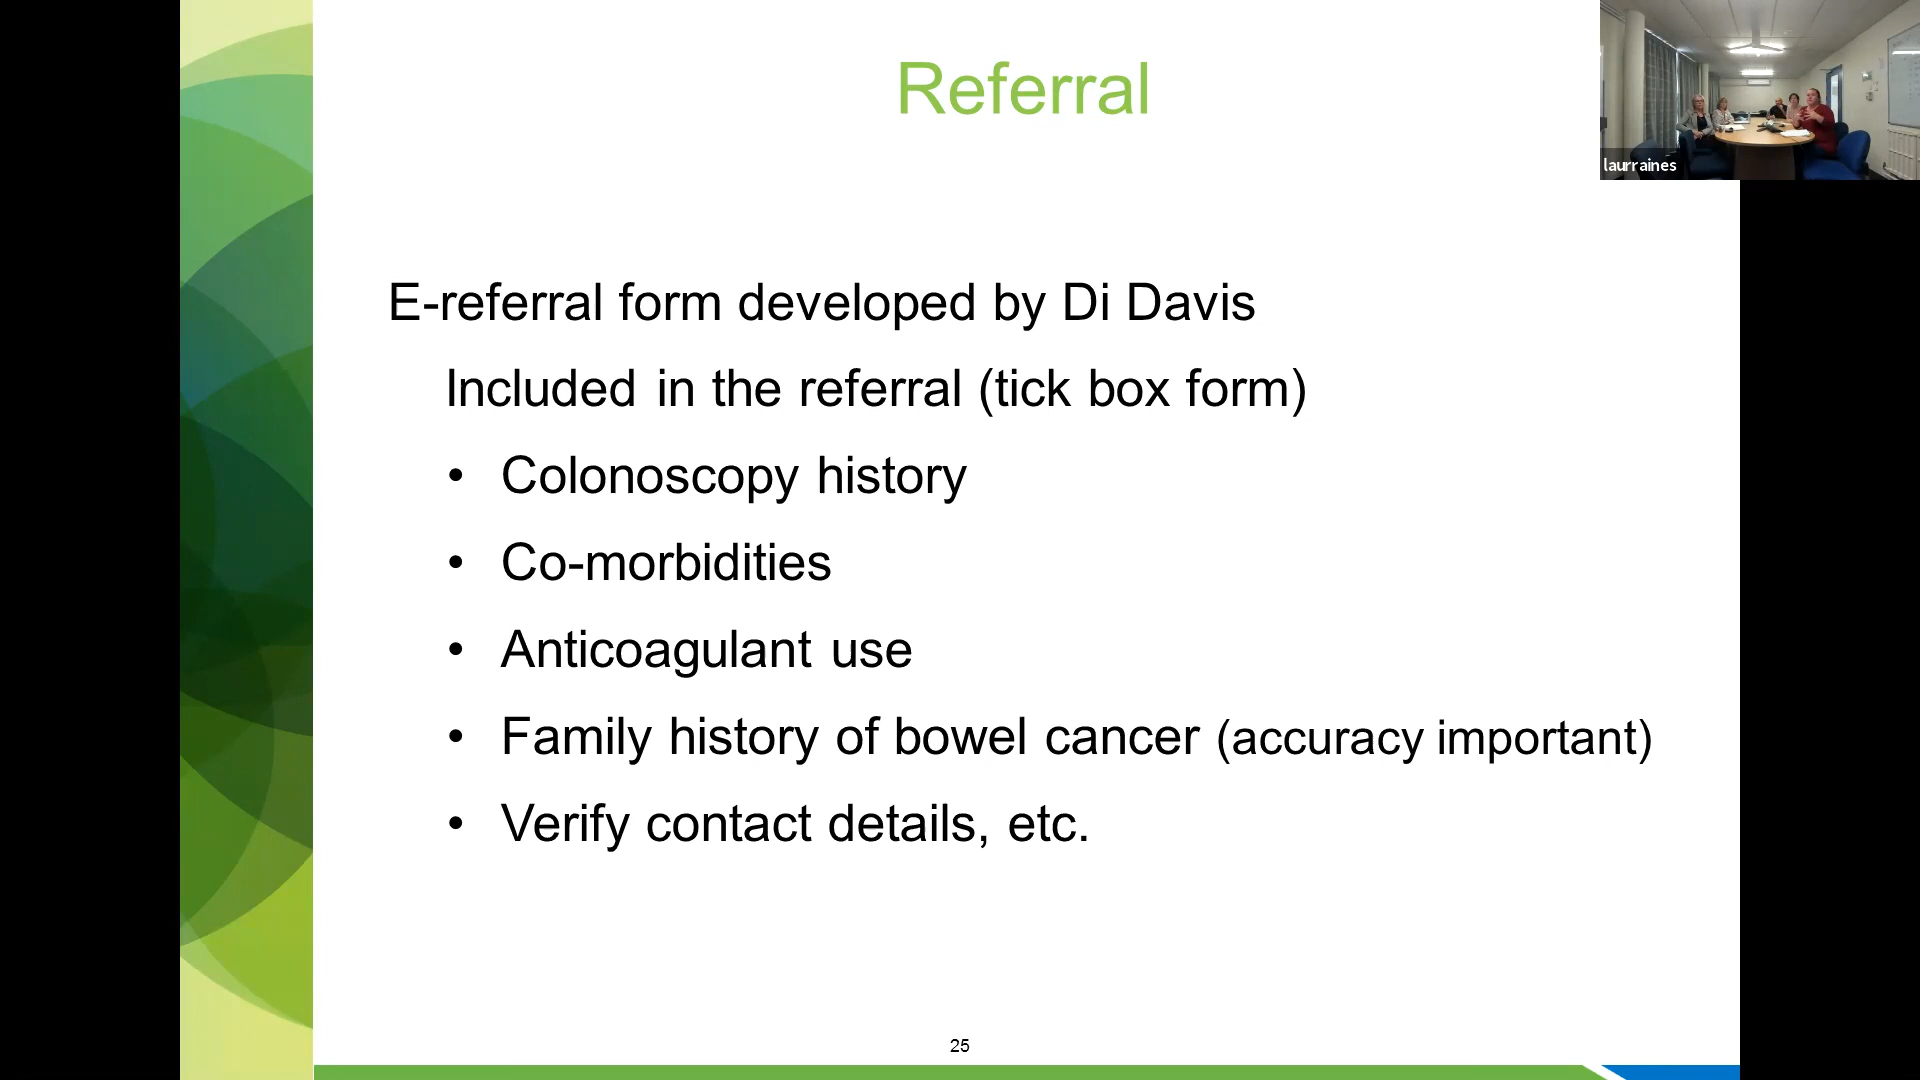 Referral
laurraines
E-referral form developed by Di Davis
Included in the referral (tick box form)
• Colonoscopy history
• Co-morbidities
• Anticoagulant use
• Family history of bowel cancer (accuracy important)
• Verify contact details, etc.
25